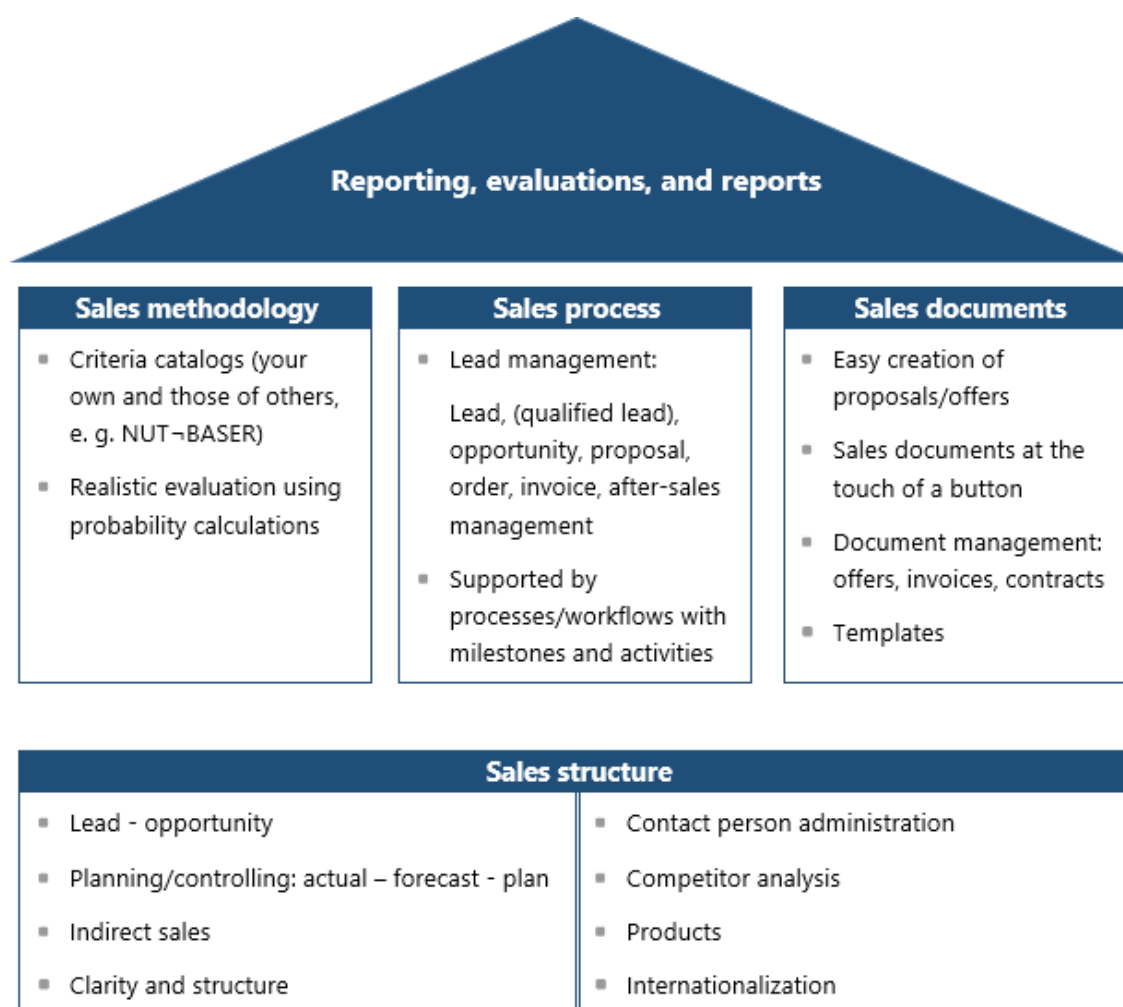 Reporting, evaluations, and reports
Sales methodology
Criteria catalogs (your
own and those of others,
e. g. NUT¬BASER)
Realistic evaluation using
probability calculations
Sales process
Lead management:
Lead, (qualified lead),
opportunity, proposal,
order, invoice, after-sales
management
Supported by
processes/workflows with
milestones and activities
Sales documents
Easy creation of
proposals/offers
Sales documents at the
touch of a button
Document management:
offers, invoices, contracts
Templates
Sales structure
Lead - opportunity
Planning/controlling: actual – forecast - plan
Indirect sales
Clarity and structure
Contact person administration
Competitor analysis
Products
Internationalization